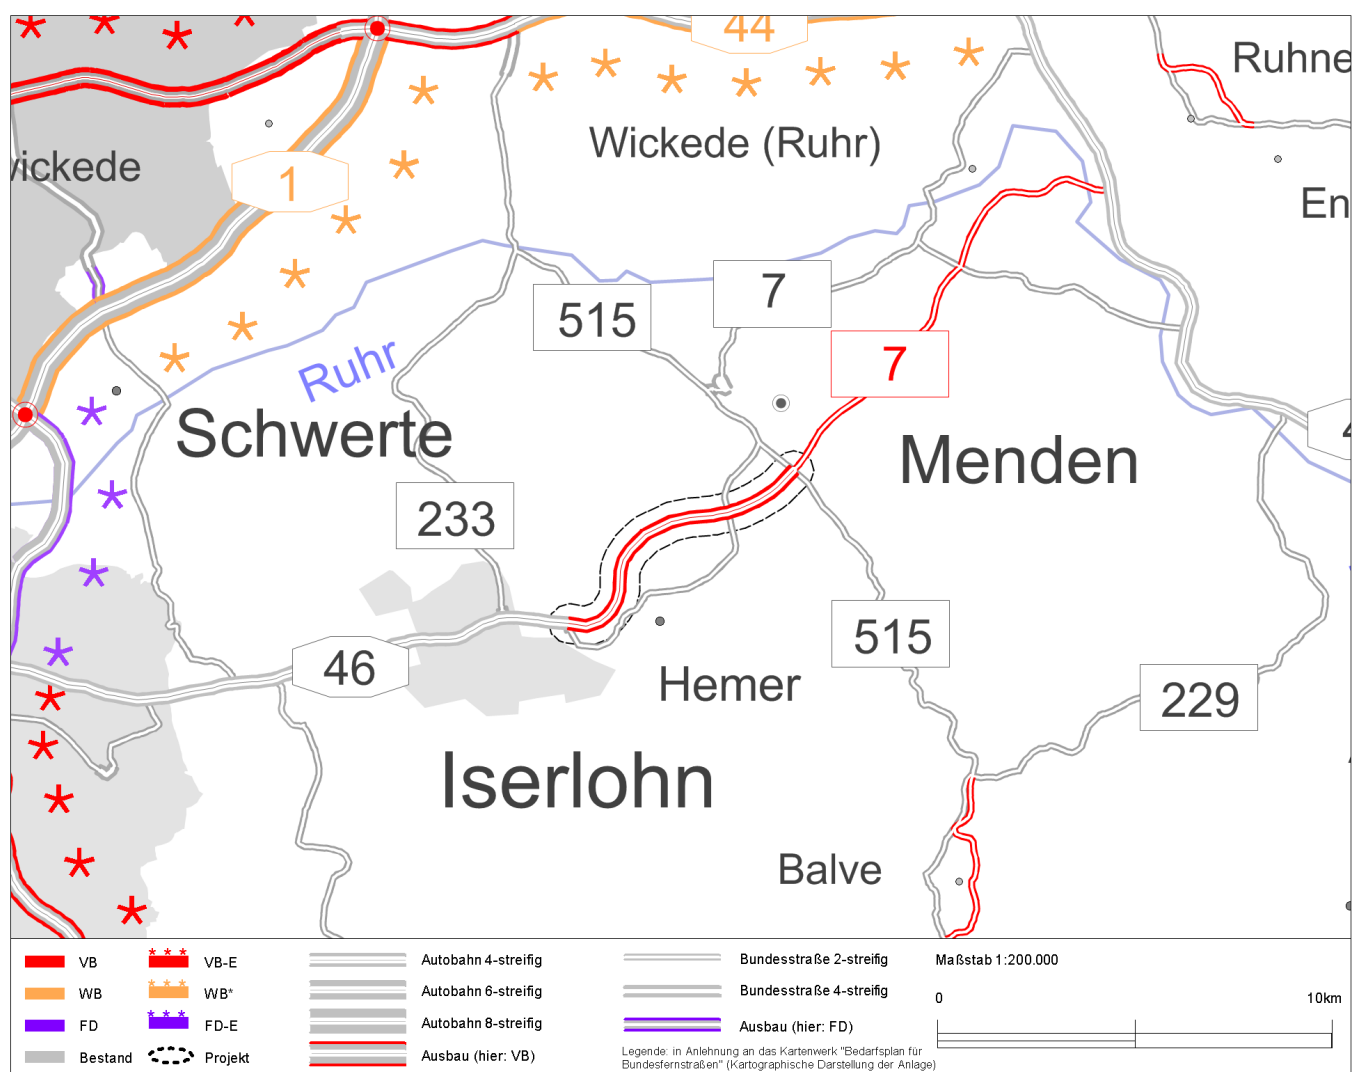 44
Ruhne
Wickede (Ruhr)
wickede
1
En
7
515
Ruhr
7
Schwerte
Menden
4
233
515
46
Hemer
229
Iserlohn
Balve
VB
VB-E
Autobahn 4-streifig
Bundesstraße 2-streifig
Maßstab 1:200.000
WB
WB*
Autobahn 6-streifig
Bundesstraße 4-streifig
0
10km
FD
FD-E
Autobahn 8-streifig
Ausbau (hier: FD)
Bestand
Projekt
Ausbau (hier: VB)
Legende: in Anlehnung an das Kartenwerk "Bedarfsplan für
Bundesfernstraßen" (Kartographische Darstellung der Anlage)